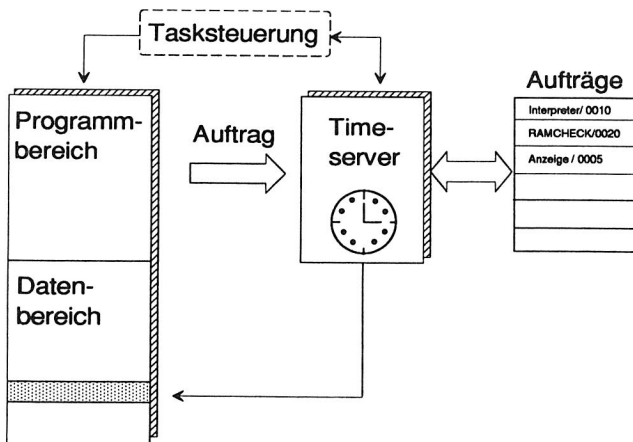 Tasksteuerung
Programm-
bereich
Auftrag
Time-
server
Aufträge
Interpreter/ 0010
RAMCHECK/0020
Anzeige / 0005
Daten-
bereich